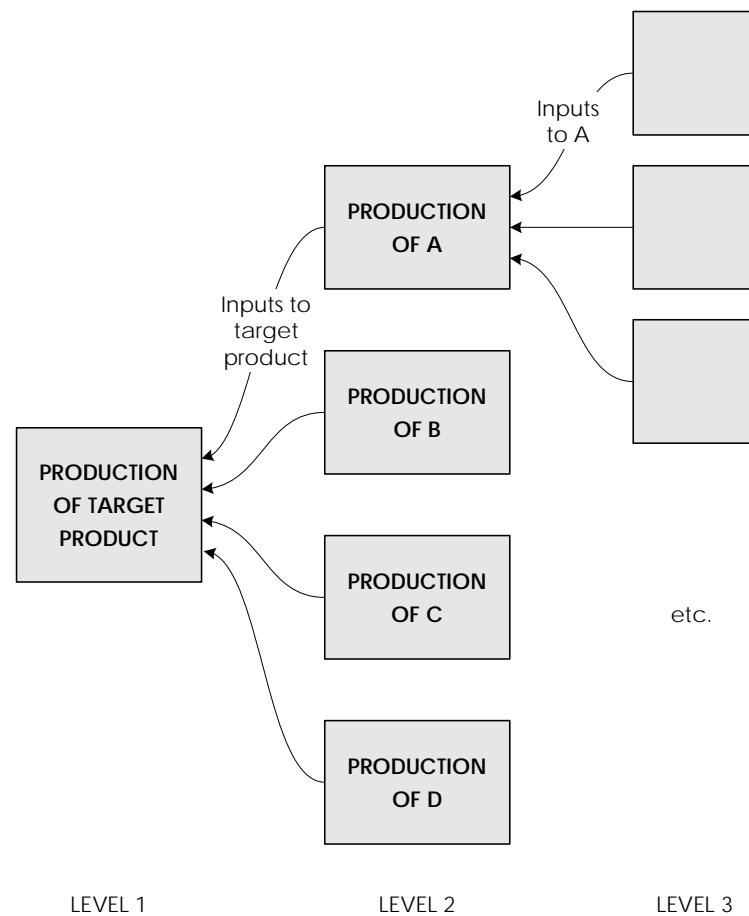 Inputs
to A
PRODUCTION
OF A
Inputs to
target
product
PRODUCTION
OF B
PRODUCTION
OF TARGET
PRODUCT
PRODUCTION
OF C
etc.
PRODUCTION
OF D
LEVEL 1
LEVEL 2
LEVEL 3